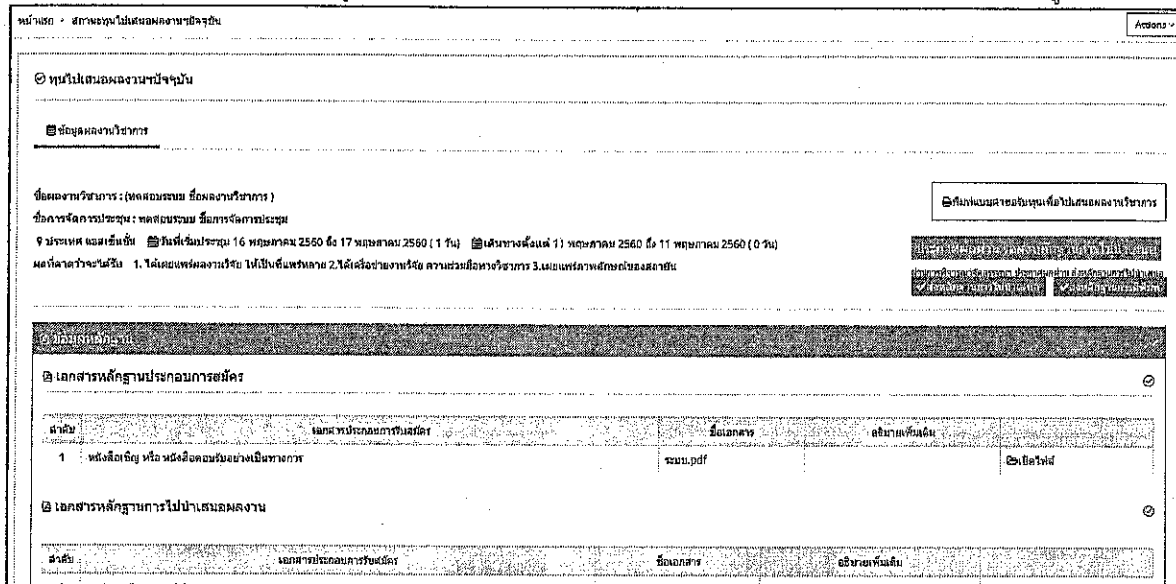 หน้าแรก > สถานะทุนไปเสนอผลงานฯปัจจุบัน
Actions
ทุนไปเสนอผลงานฯปัจจุบัน
ข้อมูลผลงานวิชาการ
ชื่อผลงานวิชาการ : (ทดสอบระบบ ชื่อผลงานวิชาการ )
พิมพ์แบบคำขอรับทุนเพื่อไปเสนอผลงานวิชาการ
ชื่อการจัดการประชุม : ทดสอบระบบ ชื่อการจัดการประชุม
ประเทศ แอสเซ็นชั่น วันที่เริ่มประชุม 16 พฤษภาคม 2560 ถึง 17 พฤษภาคม 2560 ( 1 วัน) เดินทางตั้งแต่ 11 พฤษภาคม 2560 ถึง 11 พฤษภาคม 2560 ( 0 วัน)
ผลที่คาดว่าจะได้รับ 1. ได้เผยแพร่ผลงานวิจัย ให้เป็นที่แพร่หลาย 2.ได้เครือข่ายงานวิจัย ความร่วมมือทางวิชาการ 3.เผยแพร่ภาพลักษณ์ของสถาบัน
ข้อมูลหลักฐาน
เอกสารหลักฐานประกอบการสมัคร
ลำดับ เอกสารประกอบการรับสมัคร ชื่อเอกสาร อธิบายเพิ่มเติม
1 หนังสือเชิญ หรือ หนังสือตอบรับอย่างเป็นทางการ ระบบ.pdf เปิดไฟล์
เอกสารหลักฐานการไปนำเสนอผลงาน
ลำดับ เอกสารประกอบการรับสมัคร ชื่อเอกสาร อธิบายเพิ่มเติม